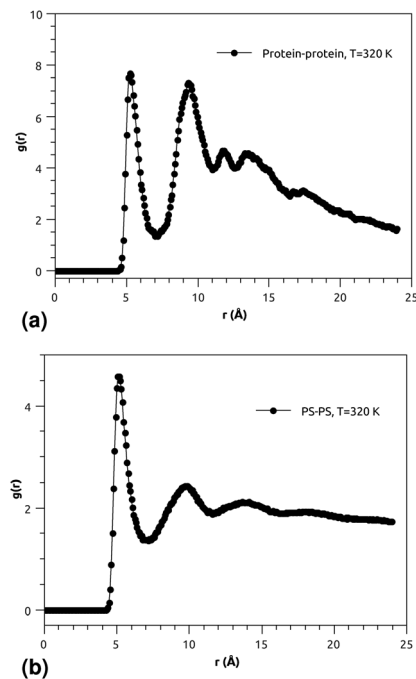 10
8
6
4
2
0
g(r)
Protein-protein, T=320 K
0 5 10 15 20 25
r (Å)
(a)
4
2
0
g(r)
PS-PS, T=320 K
0 5 10 15 20 25
r (Å)
(b)